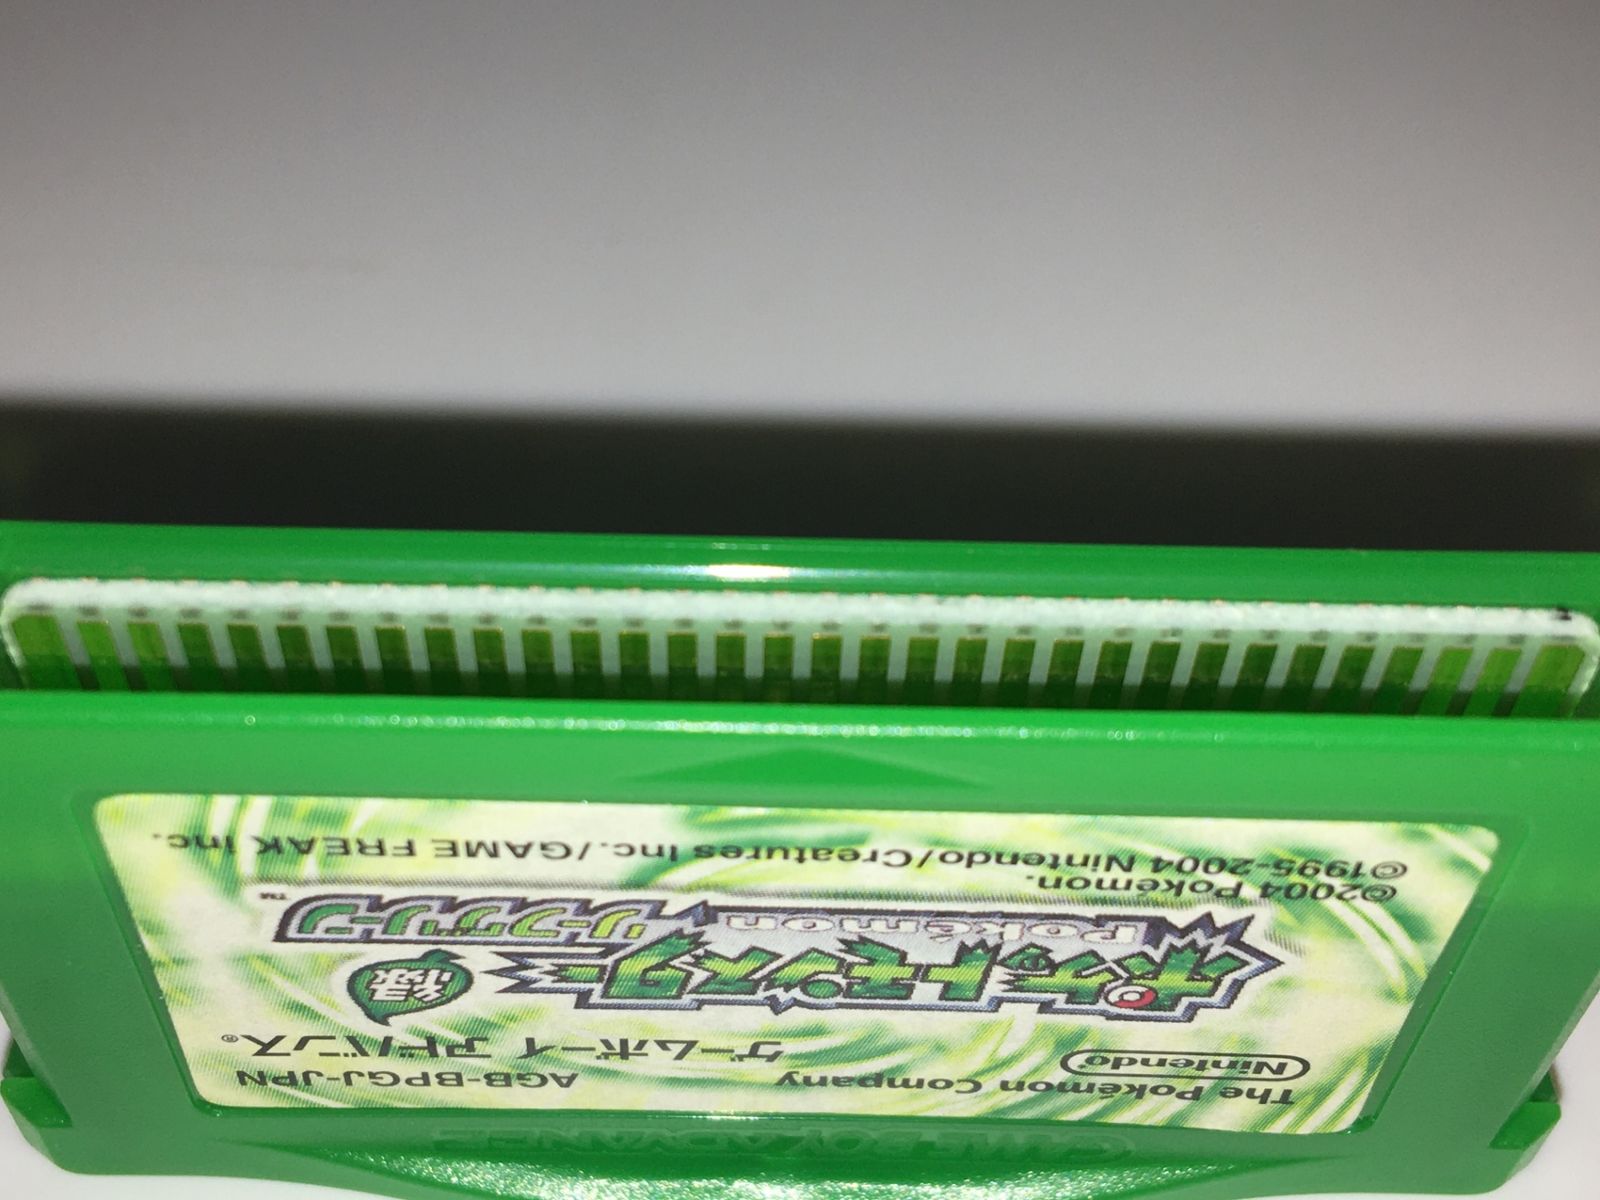 GAME BOY ADVANCE
The Pokémon Company AGB-BPGJ-JPN
Nintendo ゲームボーイアドバンス®
ポケットモンスター 緑
Pokémon リーフグリーン™
©2004 Pokémon.
©1995-2004 Nintendo/Creatures Inc./GAME FREAK inc.